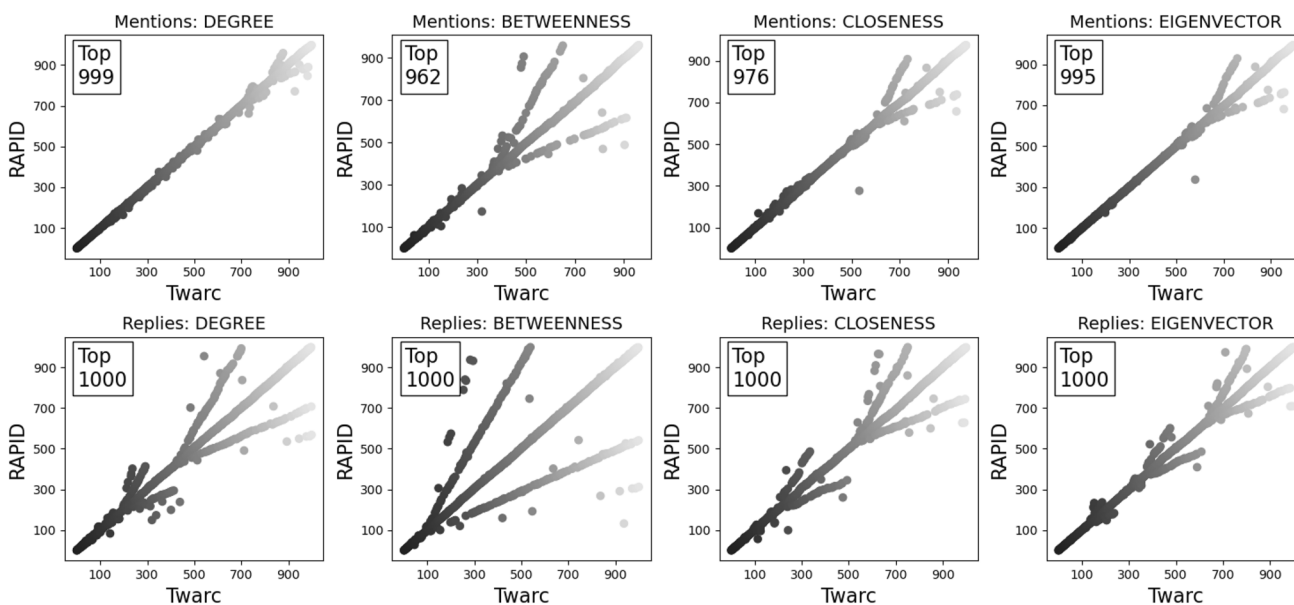 Mentions: DEGREE
Top
999
900
700
500
300
100
RAPID
100 300 500 700 900
Twarc
Mentions: BETWEENNESS
Top
962
900
700
500
300
100
RAPID
100 300 500 700 900
Twarc
Mentions: CLOSENESS
Top
976
900
700
500
300
100
RAPID
100 300 500 700 900
Twarc
Mentions: EIGENVECTOR
Top
995
900
700
500
300
100
RAPID
100 300 500 700 900
Twarc
Replies: DEGREE
Top
1000
900
700
500
300
100
RAPID
100 300 500 700 900
Twarc
Replies: BETWEENNESS
Top
1000
900
700
500
300
100
RAPID
100 300 500 700 900
Twarc
Replies: CLOSENESS
Top
1000
900
700
500
300
100
RAPID
100 300 500 700 900
Twarc
Replies: EIGENVECTOR
Top
1000
900
700
500
300
100
RAPID
100 300 500 700 900
Twarc